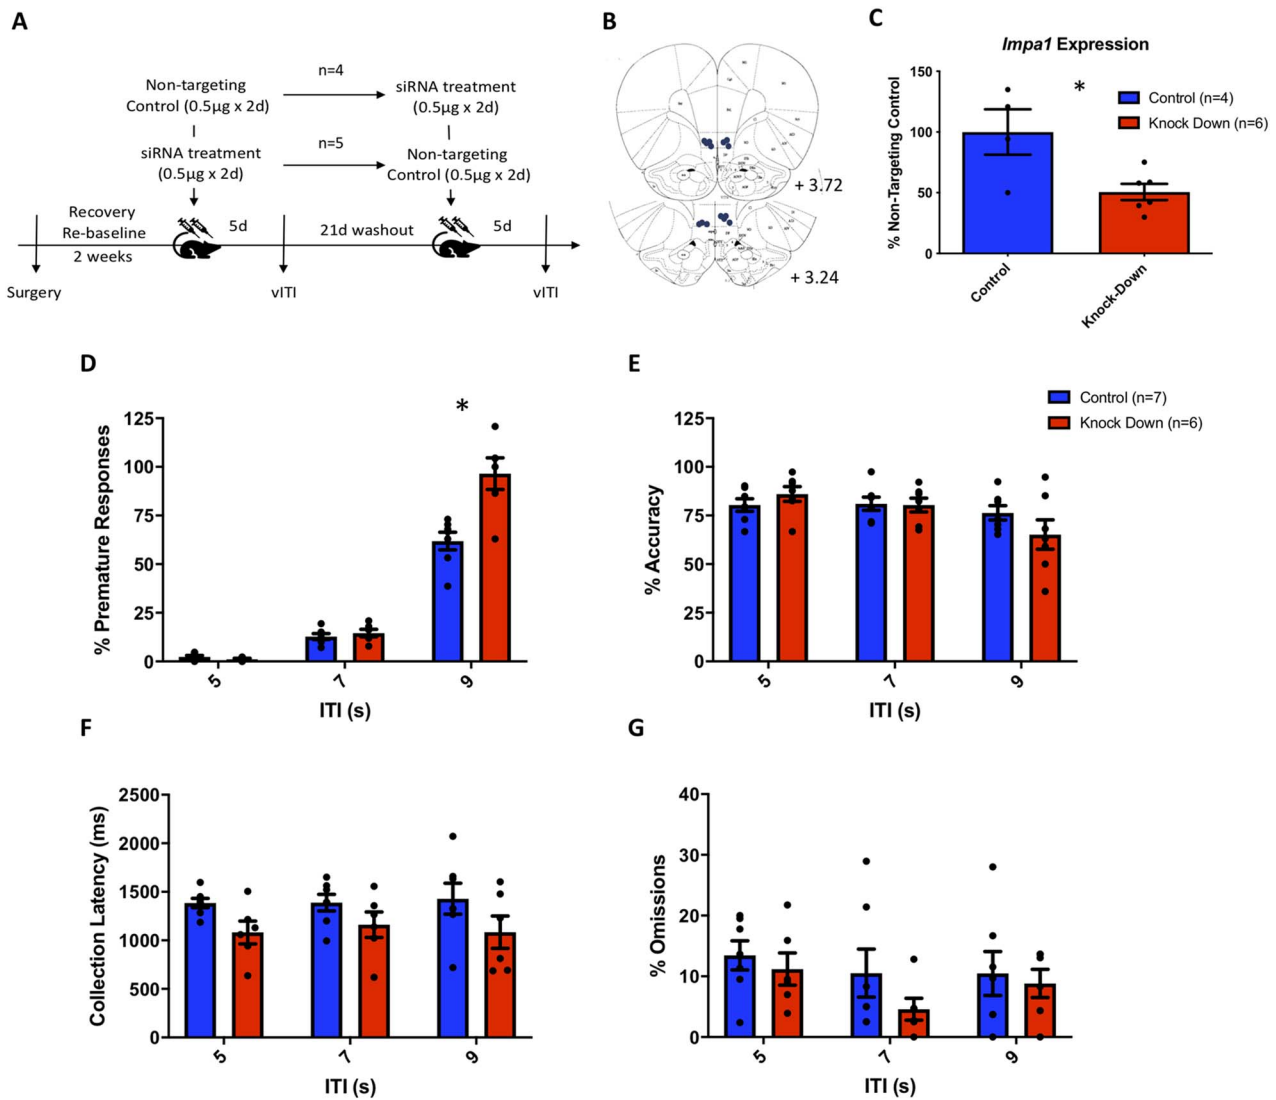 A
Non-targeting
Control (0.5µg x 2d)
n=4
siRNA treatment
(0.5µg x 2d)
siRNA treatment
(0.5µg x 2d)
n=5
Non-targeting
Control (0.5µg x 2d)
Recovery
Re-baseline
2 weeks
5d
21d washout
5d
Surgery
vITI
vITI
B
+ 3.72
+ 3.24
C
Impa1 Expression
% Non-Targeting Control
150
100
50
0
*
Control (n=4)
Knock Down (n=6)
Control
Knock-Down
D
% Premature Responses
125
100
75
50
25
0
*
5
7
9
ITI (s)
E
% Accuracy
125
100
75
50
25
0
Control (n=7)
Knock Down (n=6)
5
7
9
ITI (s)
F
Collection Latency (ms)
2500
2000
1500
1000
500
0
5
7
9
ITI (s)
G
% Omissions
40
30
20
10
0
5
7
9
ITI (s)